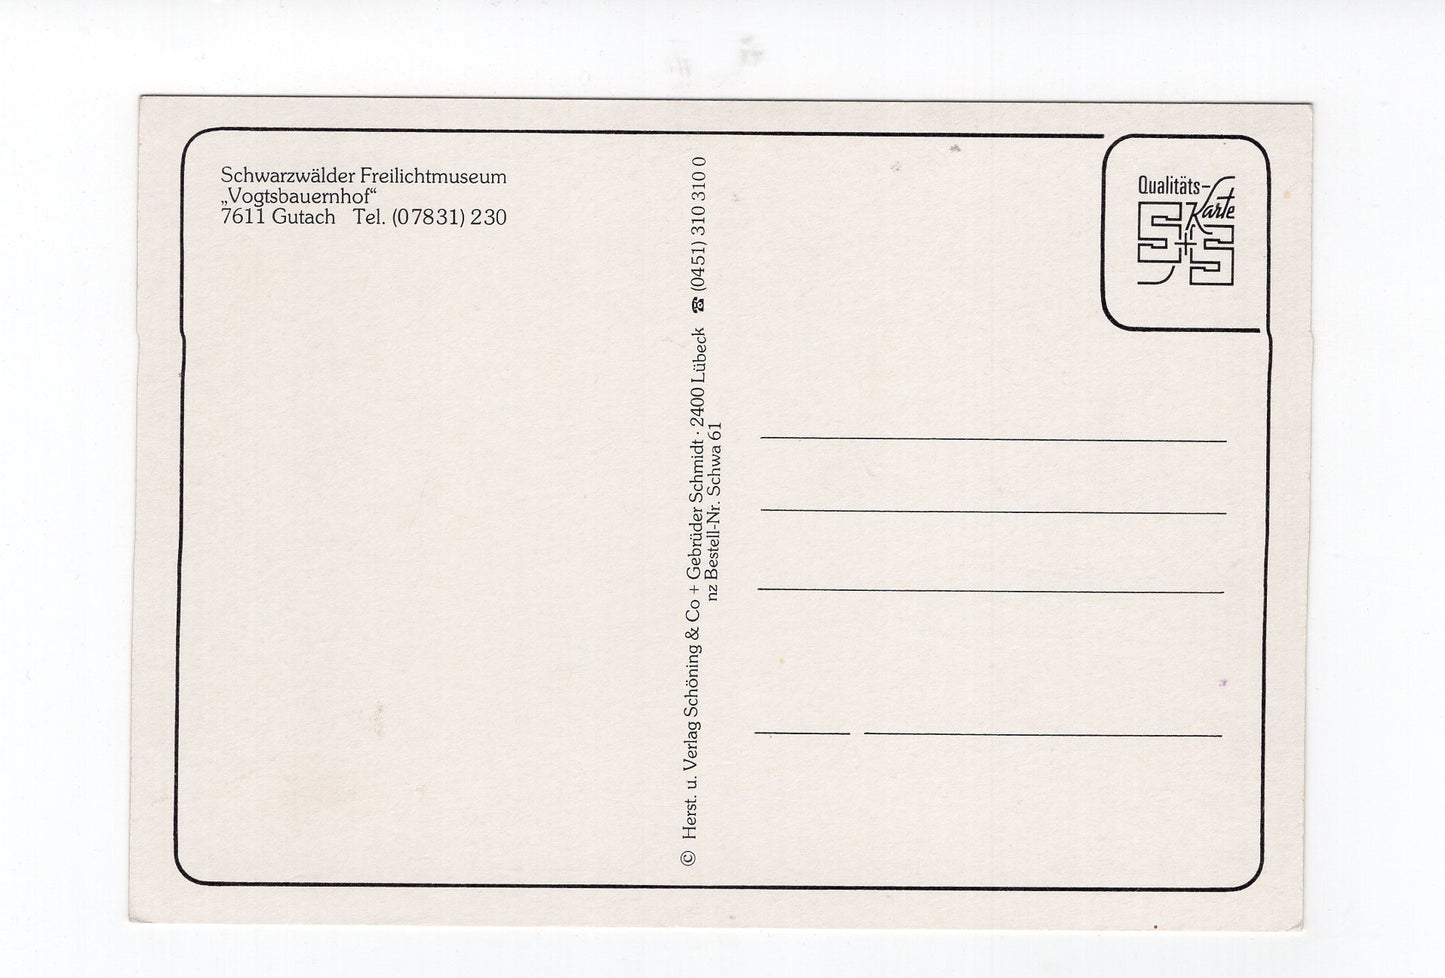 Schwarzwälder Freilichtmuseum
„Vogtsbauernhof“
7611 Gutach Tel. (07831) 230
© Herst. u. Verlag Schöning & Co + Gebrüder Schmidt · 2400 Lübeck ☎ (0451) 310 310 0
nz Bestell-Nr. Schwa 61
Qualitäts-
Karte
S+S